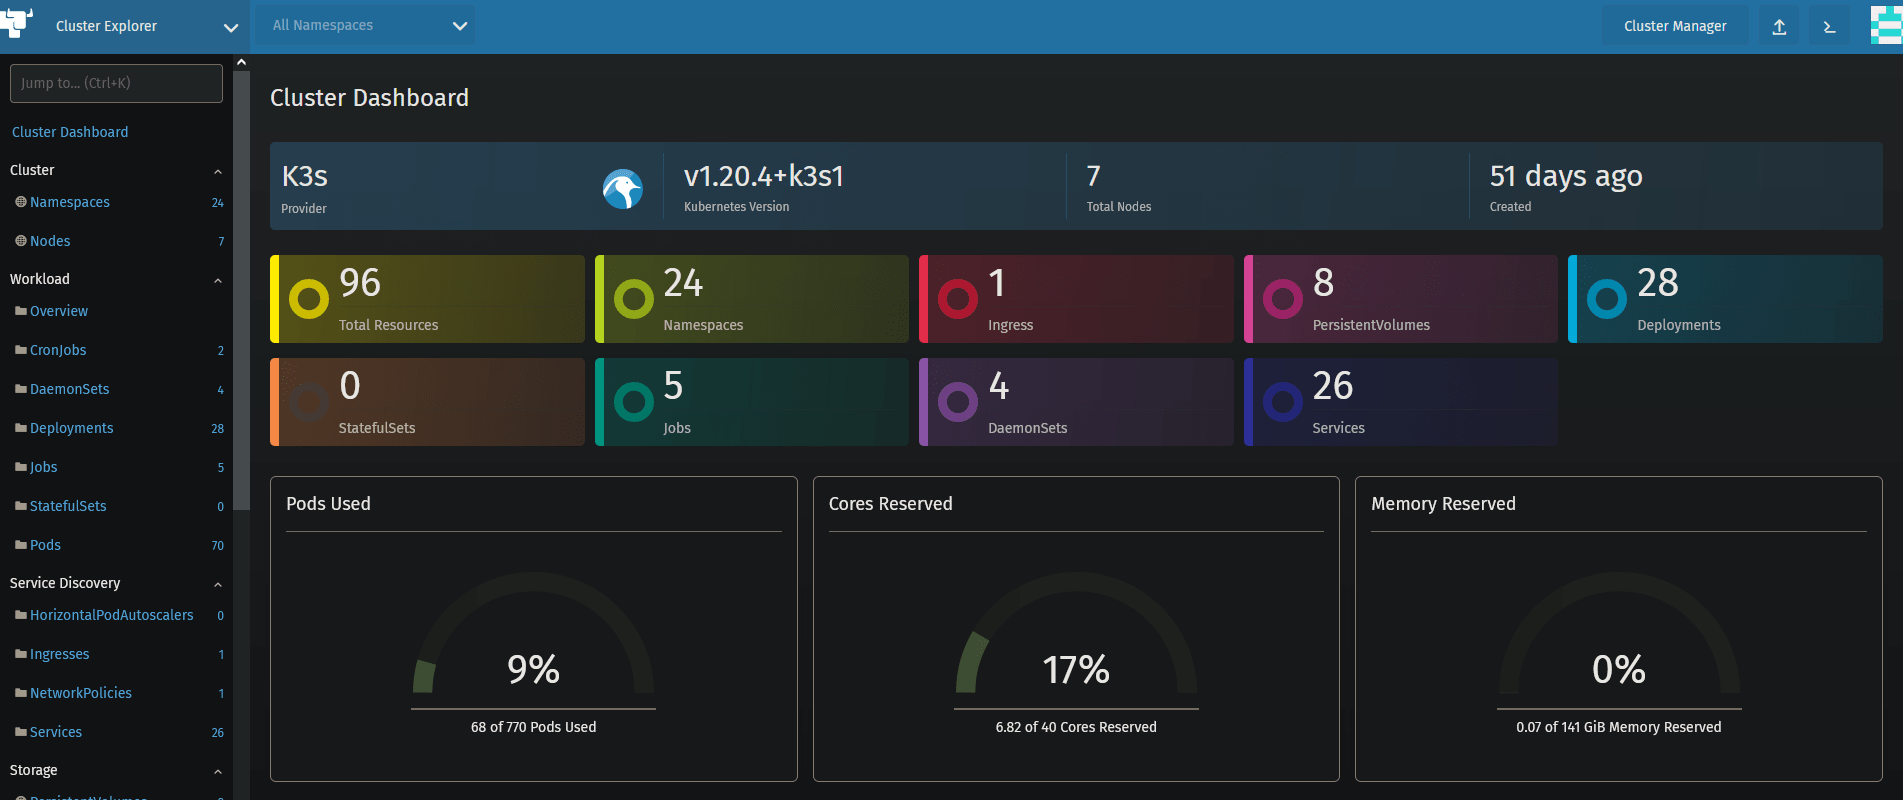 Cluster Explorer
All Namespaces
Cluster Manager
Jump to... (Ctrl+K)
Cluster Dashboard
Cluster
Namespaces 24
Nodes 7
Workload
Overview
CronJobs 2
DaemonSets 4
Deployments 28
Jobs 5
StatefulSets 0
Pods 70
Service Discovery
HorizontalPodAutoscalers 0
Ingresses 1
NetworkPolicies 1
Services 26
Storage
PersistentVolumes
Cluster Dashboard
K3s
Provider
v1.20.4+k3s1
Kubernetes Version
7
Total Nodes
51 days ago
Created
96
Total Resources
24
Namespaces
1
Ingress
8
PersistentVolumes
28
Deployments
0
StatefulSets
5
Jobs
4
DaemonSets
26
Services
Pods Used
9%
68 of 770 Pods Used
Cores Reserved
17%
6.82 of 40 Cores Reserved
Memory Reserved
0%
0.07 of 141 GiB Memory Reserved